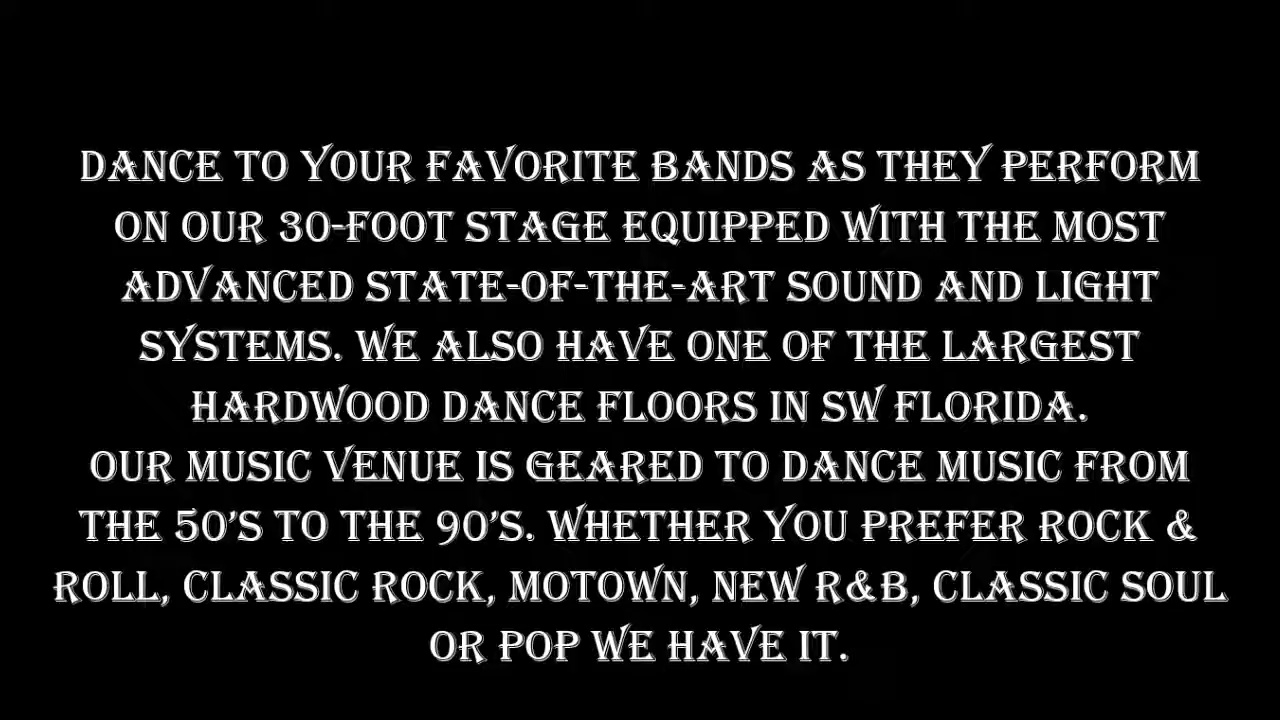 DANCE TO YOUR FAVORITE BANDS AS THEY PERFORM
ON OUR 30-FOOT STAGE EQUIPPED WITH THE MOST
ADVANCED STATE-OF-THE-ART SOUND AND LIGHT
SYSTEMS. WE ALSO HAVE ONE OF THE LARGEST
HARDWOOD DANCE FLOORS IN SW FLORIDA.
OUR MUSIC VENUE IS GEARED TO DANCE MUSIC FROM
THE 50’S TO THE 90’S. WHETHER YOU PREFER ROCK &
ROLL, CLASSIC ROCK, MOTOWN, NEW R&B, CLASSIC SOUL
OR POP WE HAVE IT.